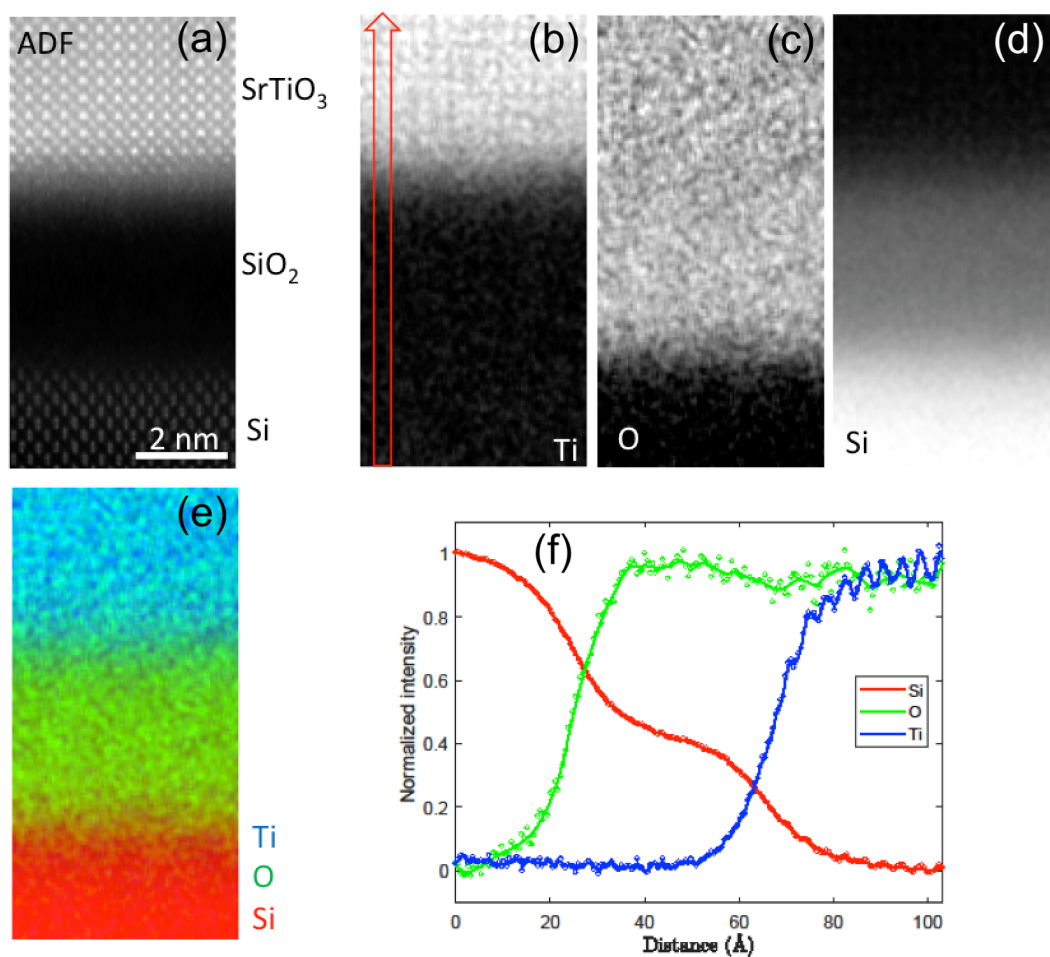 ADF
(a)
SrTiO₃
SiO₂
Si
2 nm
(b)
Ti
(c)
O
(d)
Si
(e)
Ti
O
Si
(f)
1
0.8
0.6
0.4
0.2
0
Normalized intensity
Si
O
Ti
0 20 40 60 80 100
Distance (Å)